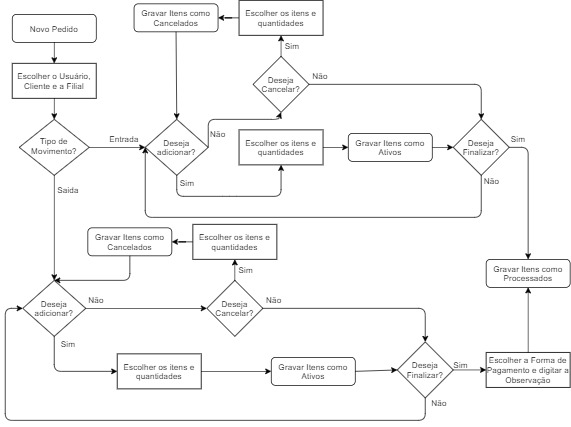 Novo Pedido
Escolher o Usuário,
Cliente e a Filial
Tipo de
Movimento?
Entrada
Saida
Gravar Itens como
Cancelados
Escolher os itens e
quantidades
Sim
Deseja
Cancelar?
Não
Deseja
adicionar?
Não
Sim
Escolher os itens e
quantidades
Gravar Itens como
Ativos
Deseja
Finalizar?
Sim
Não
Gravar Itens como
Processados
Gravar Itens como
Cancelados
Escolher os itens e
quantidades
Sim
Deseja
adicionar?
Não
Deseja
Cancelar?
Não
Sim
Escolher os itens e
quantidades
Gravar Itens como
Ativos
Deseja
Finalizar?
Sim
Não
Escolher a Forma de
Pagamento e digitar a
Observação